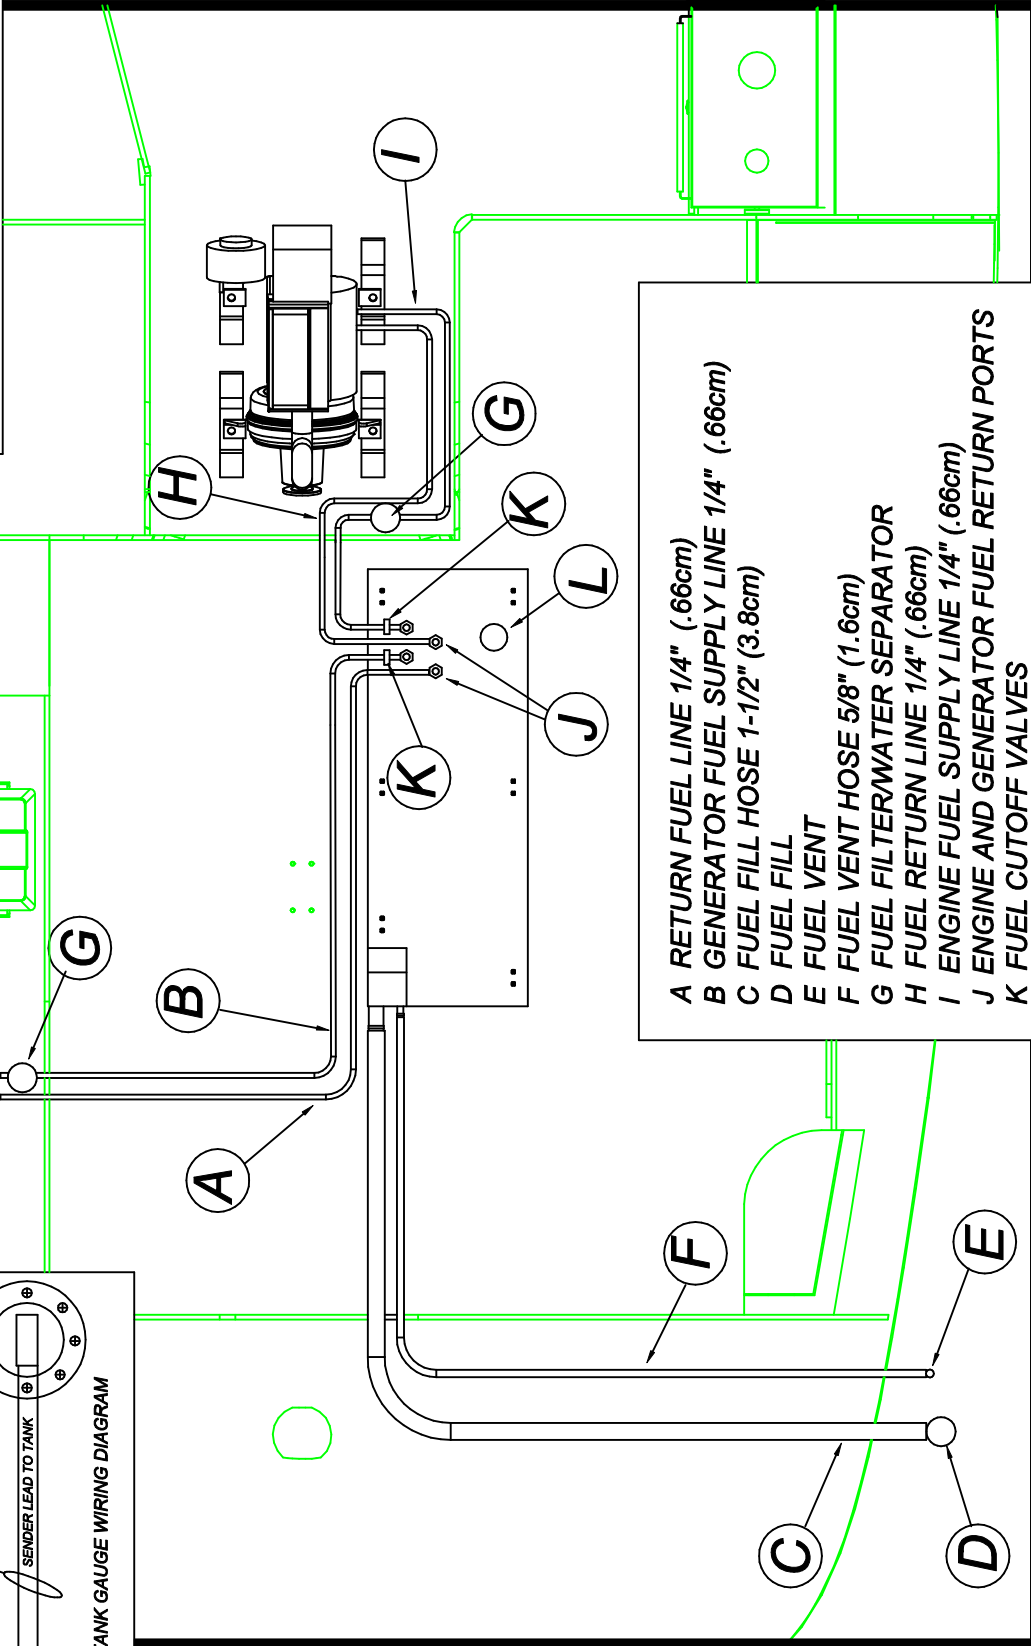 I
H
G
K
L
J
K
G
B
A
F
E
C
D
SENDER LEAD TO TANK
TANK GAUGE WIRING DIAGRAM
A RETURN FUEL LINE 1/4" (.66cm)
B GENERATOR FUEL SUPPLY LINE 1/4" (.66cm)
C FUEL FILL HOSE 1-1/2" (3.8cm)
D FUEL FILL
E FUEL VENT
F FUEL VENT HOSE 5/8" (1.6cm)
G FUEL FILTER/WATER SEPARATOR
H FUEL RETURN LINE 1/4" (.66cm)
I ENGINE FUEL SUPPLY LINE 1/4" (.66cm)
J ENGINE AND GENERATOR FUEL RETURN PORTS
K FUEL CUTOFF VALVES